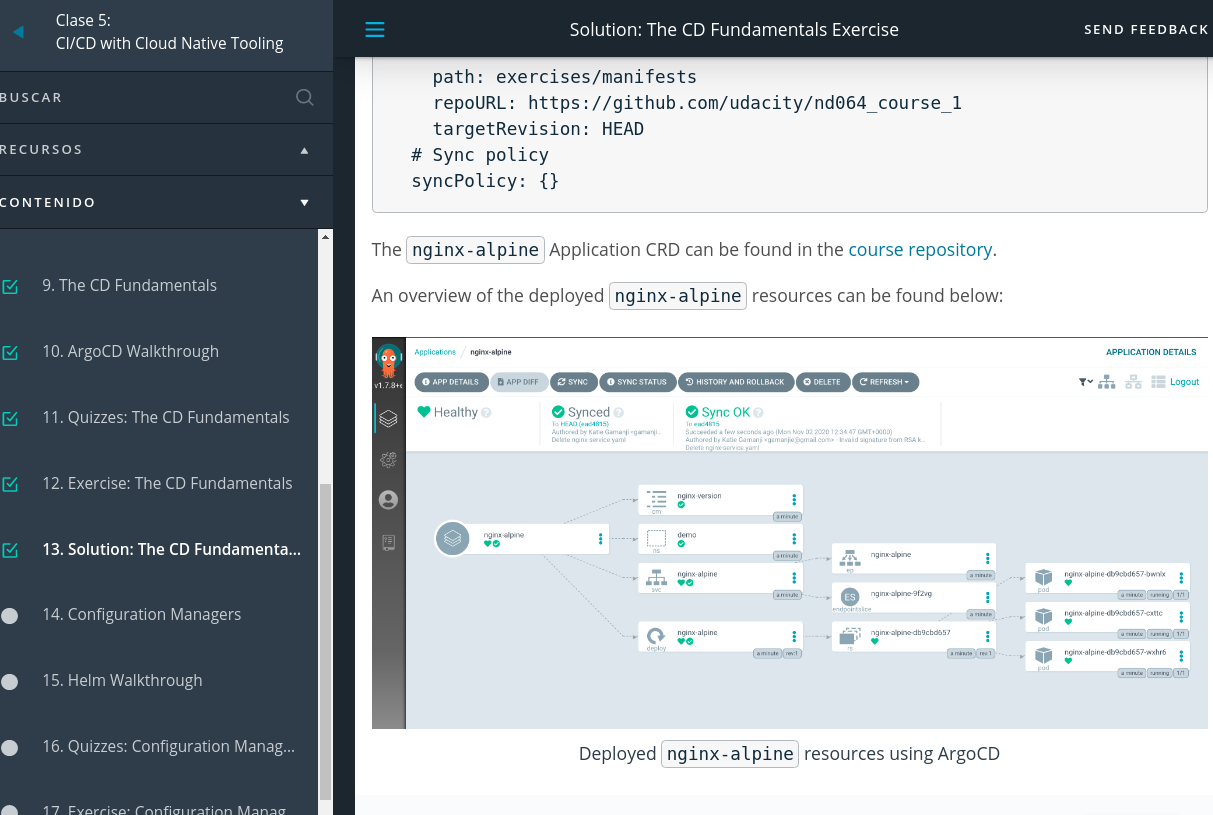 Clase 5:
CI/CD with Cloud Native Tooling
BUSCAR
RECURSOS
CONTENIDO
9. The CD Fundamentals
10. ArgoCD Walkthrough
11. Quizzes: The CD Fundamentals
12. Exercise: The CD Fundamentals
13. Solution: The CD Fundamenta...
14. Configuration Managers
15. Helm Walkthrough
16. Quizzes: Configuration Manag...
17. Exercise: Configuration Manag
Solution: The CD Fundamentals Exercise
SEND FEEDBACK
path: exercises/manifests
repoURL: https://github.com/udacity/nd064_course_1
targetRevision: HEAD
# Sync policy
syncPolicy: {}
The nginx-alpine Application CRD can be found in the course repository.
An overview of the deployed nginx-alpine resources can be found below:
v1.7.8+
Applications / nginx-alpine
APPLICATION DETAILS
APP DETAILS APP DIFF SYNC SYNC STATUS HISTORY AND ROLLBACK DELETE REFRESH
Logout
Healthy
Synced
To HEAD (ead4815)
Authored by Katie Gamanji <gamanji...
Delete nginx-service.yaml
Sync OK
To ead4815
Succeeded a few seconds ago (Mon Nov 02 2020 12:34:47 GMT+0000)
Authored by Katie Gamanji <gamanjie@gmail.com> - Invalid signature from RSA k...
Delete nginx-service.yaml
nginx-alpine
nginx-version
cm
a minute
demo
ns
a minute
nginx-alpine
svc
a minute
nginx-alpine
deploy
a minute rev:1
nginx-alpine
ep
a minute
ES
nginx-alpine-9f2vg
endpointslice
a minute
nginx-alpine-db9cbd657
rs
a minute rev:1
nginx-alpine-db9cbd657-bwnlx
pod
a minute running 1/1
nginx-alpine-db9cbd657-cxttc
pod
a minute running 1/1
nginx-alpine-db9cbd657-wxhr6
pod
a minute running 1/1
Deployed nginx-alpine resources using ArgoCD